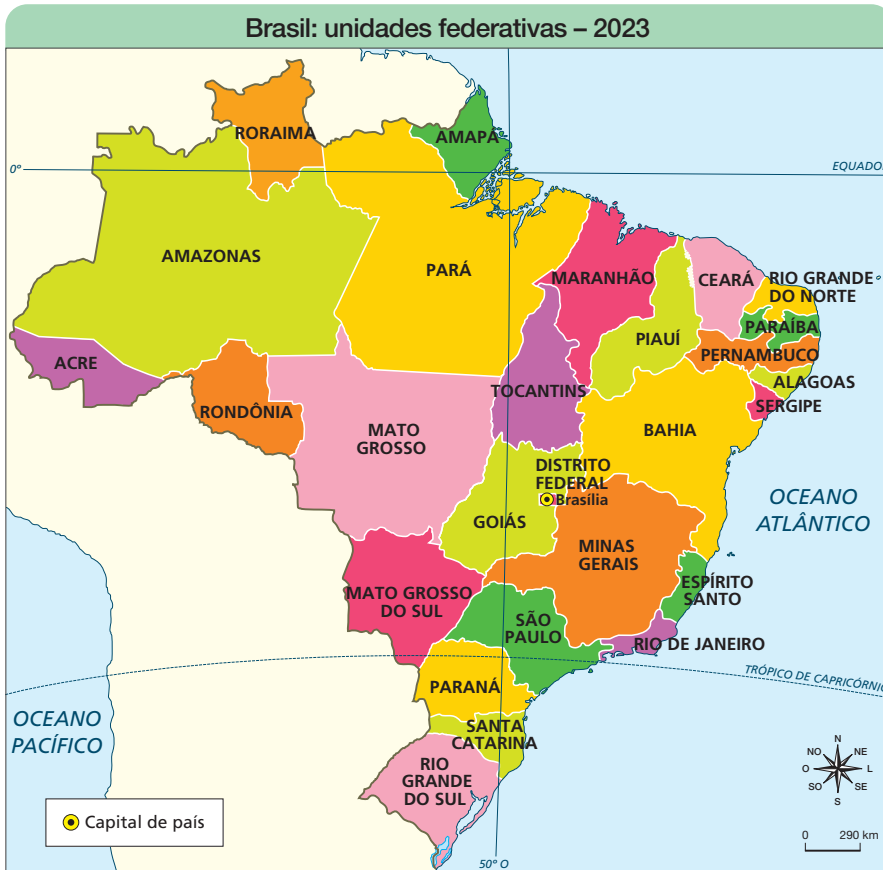 Brasil: unidades federativas – 2023
RORAIMA
AMAPÁ
0º
EQUADOR
AMAZONAS
PARÁ
MARANHÃO
CEARÁ
RIO GRANDE
DO NORTE
PARAÍBA
PIAUÍ
PERNAMBUCO
ACRE
ALAGOAS
TOCANTINS
SERGIPE
RONDÔNIA
MATO
GROSSO
BAHIA
DISTRITO
FEDERAL
Brasília
OCEANO
ATLÂNTICO
GOIÁS
MINAS
GERAIS
ESPÍRITO
SANTO
MATO GROSSO
DO SUL
SÃO
PAULO
RIO DE JANEIRO
TRÓPICO DE CAPRICÓRNIO
PARANÁ
OCEANO
PACÍFICO
SANTA
CATARINA
RIO
GRANDE
DO SUL
N
NO
NE
O
L
SO
SE
S
Capital de país
0
290 km
50º O